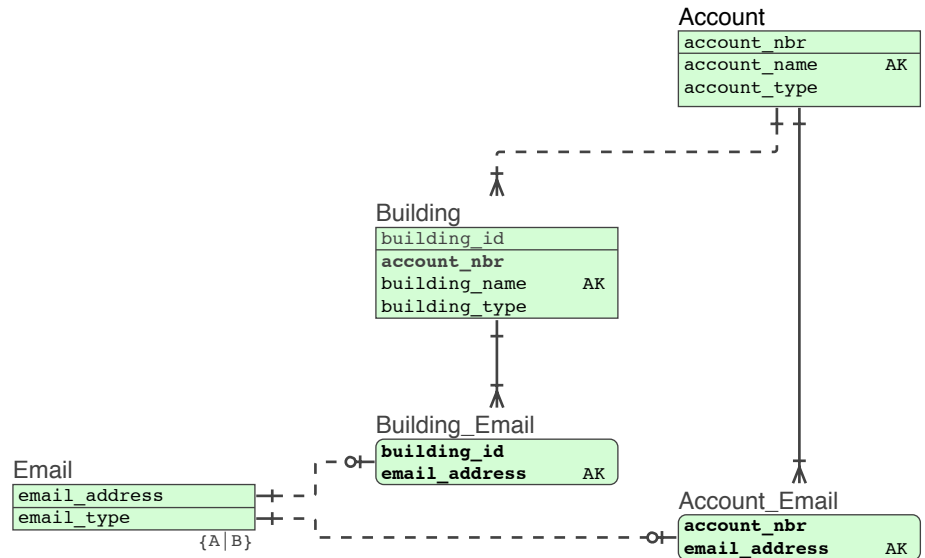 Account
account_nbr
account_name AK
account_type
Building
building_id
account_nbr
building_name AK
building_type
Building_Email
building_id
email_address AK
Email
email_address
email_type
{A|B}
Account_Email
account_nbr
email_address AK